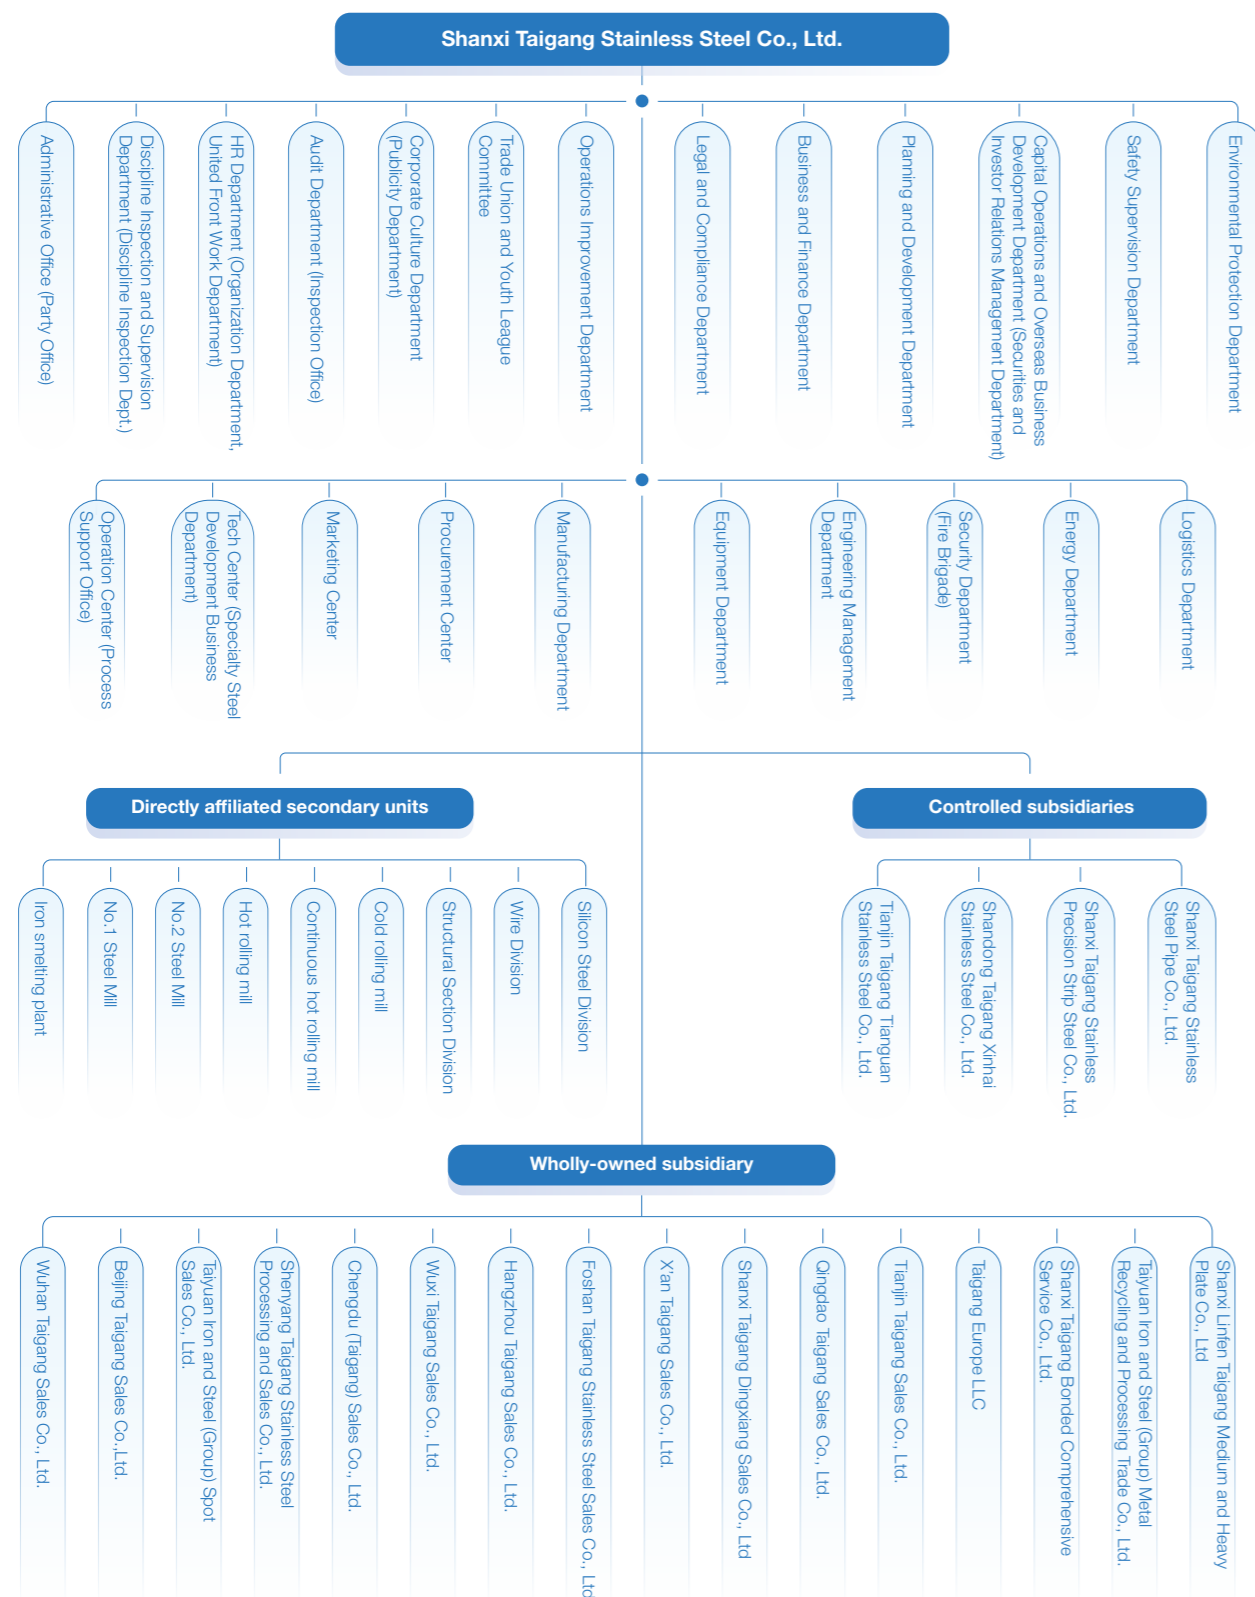 Shanxi Taigang Stainless Steel Co., Ltd.
Administrative Office (Party Office)
Discipline Inspection and Supervision
Department (Discipline Inspection Dept.)
HR Department (Organization Department,
United Front Work Department)
Audit Department (Inspection Office)
Corporate Culture Department
(Publicity Department)
Trade Union and Youth League
Committee
Operations Improvement Department
Legal and Compliance Department
Business and Finance Department
Planning and Development Department
Capital Operations and Overseas Business
Development Department (Securities and
Investor Relations Management Department)
Safety Supervision Department
Environmental Protection Department
Operation Center (Process
Support Office)
Tech Center (Specialty Steel
Development Business
Department)
Marketing Center
Procurement Center
Manufacturing Department
Equipment Department
Engineering Management
Department
Security Department
(Fire Brigade)
Energy Department
Logistics Department
Directly affiliated secondary units
Iron smelting plant
No.1 Steel Mill
No.2 Steel Mill
Hot rolling mill
Continuous hot rolling mill
Cold rolling mill
Structural Section Division
Wire Division
Silicon Steel Division
Controlled subsidiaries
Tianjin Taigang Tianguan
Stainless Steel Co., Ltd.
Shandong Taigang Xinhai
Stainless Steel Co., Ltd.
Shanxi Taigang Stainless
Precision Strip Steel Co., Ltd.
Shanxi Taigang Stainless
Steel Pipe Co., Ltd.
Wholly-owned subsidiary
Wuhan Taigang Sales Co., Ltd.
Beijing Taigang Sales Co.,Ltd.
Taiyuan Iron and Steel (Group) Spot
Sales Co., Ltd.
Shenyang Taigang Stainless Steel
Processing and Sales Co., Ltd.
Chengdu (Taigang) Sales Co., Ltd.
Wuxi Taigang Sales Co., Ltd.
Hangzhou Taigang Sales Co., Ltd.
Foshan Taigang Stainless Steel Sales Co., Ltd
X'an Taigang Sales Co., Ltd.
Shanxi Taigang Dingxiang Sales Co., Ltd
Qingdao Taigang Sales Co., Ltd.
Tianjin Taigang Sales Co., Ltd.
Taigang Europe LLC
Shanxi Taigang Bonded Comprehensive
Service Co., Ltd.
Taiyuan Iron and Steel (Group) Metal
Recycling and Processing Trade Co., Ltd.
Shanxi Linfen Taigang Medium and Heavy
Plate Co., Ltd